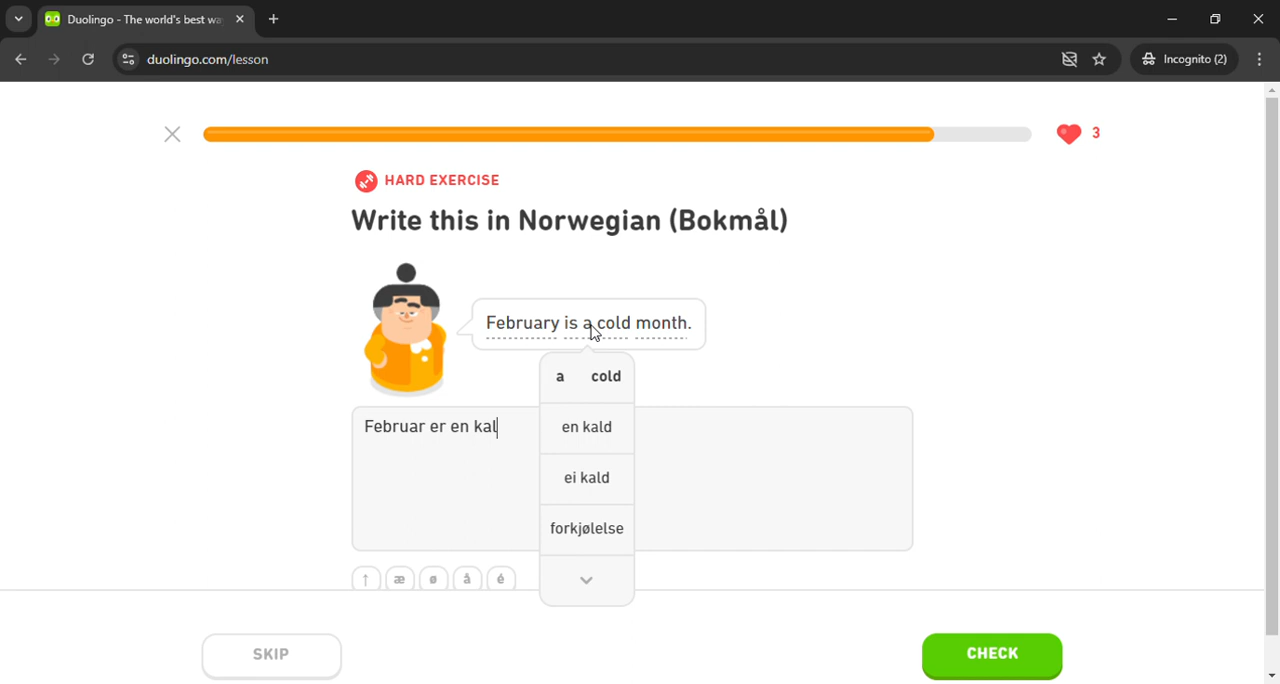 Duolingo - The world's best wa
duolingo.com/lesson
Incognito (2)
3
HARD EXERCISE
Write this in Norwegian (Bokmål)
February is a cold month.
a cold
en kald
ei kald
forkjølelse
Februar er en kal
↑ æ ø å é
SKIP
CHECK